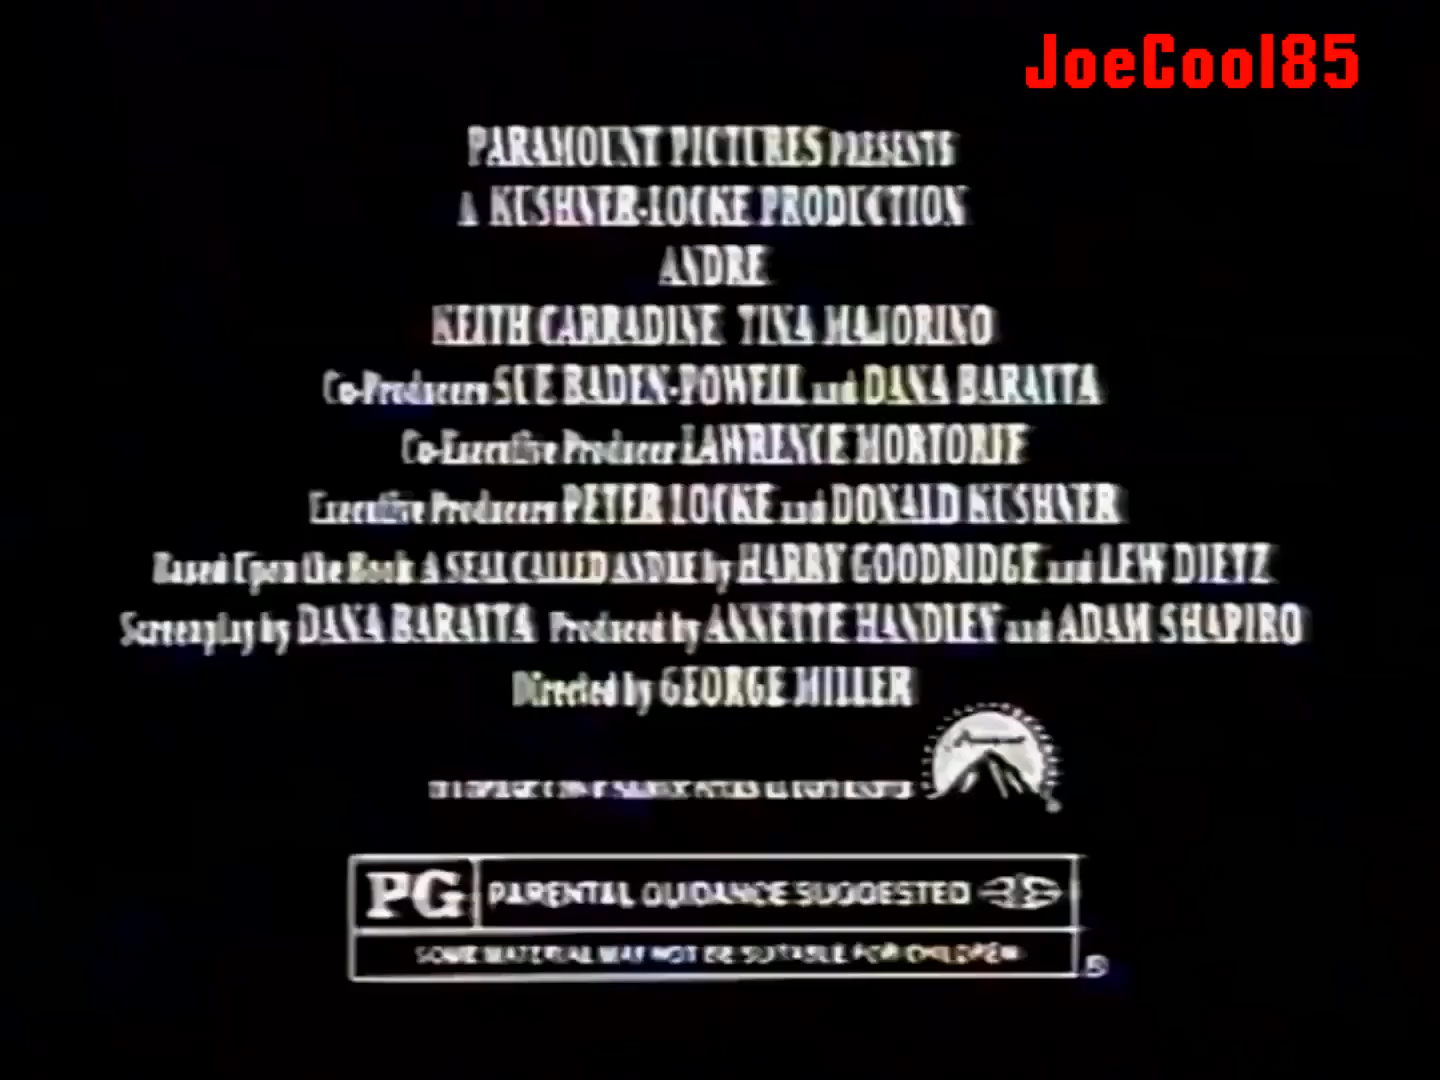 JoeCool85
PARAMOUNT PICTURES PRESENTS
A KUSHNER-LOCKE PRODUCTION
ANDRE
KEITH CARRADINE TINA MAJORINO
Co-Producers SUE BADEN-POWELL and DANA BARATTA
Co-Executive Producer LAWRENCE MORTORFF
Executive Producers PETER LOCKE and DONALD KUSHNER
Based Upon the Book A SEAL CALLED ANDRE by HARRY GOODRIDGE and LEW DIETZ
Screenplay by DANA BARATTA Produced by ANNETTE HANDLEY and ADAM SHAPIRO
Directed by GEORGE MILLER
Paramount
PG PARENTAL GUIDANCE SUGGESTED
SOME MATERIAL MAY NOT BE SUITABLE FOR CHILDREN
®